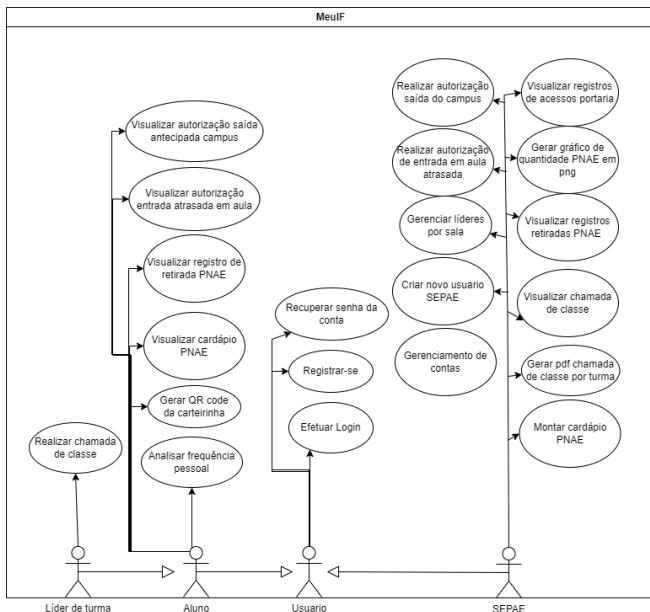 MeuIF
Visualizar autorização saída
antecipada campus
Visualizar autorização
entrada atrasada em aula
Visualizar registro de
retirada PNAE
Visualizar cardápio
PNAE
Gerar QR code
da carteirinha
Realizar chamada
de classe
Analisar frequência
pessoal
Recuperar senha da
conta
Registrar-se
Efetuar Login
Realizar autorização
saída do campus
Realizar autorização
de entrada em aula
atrasada
Gerenciar líderes
por sala
Criar novo usuario
SEPAE
Gerenciamento de
contas
Visualizar registros
de acessos portaria
Gerar gráfico de
quantidade PNAE em
png
Visualizar registros
retiradas PNAE
Visualizar chamada
de classe
Gerar pdf chamada
de classe por turma
Montar cardápio
PNAE
Líder de turma
Aluno
Usuario
SEPAE